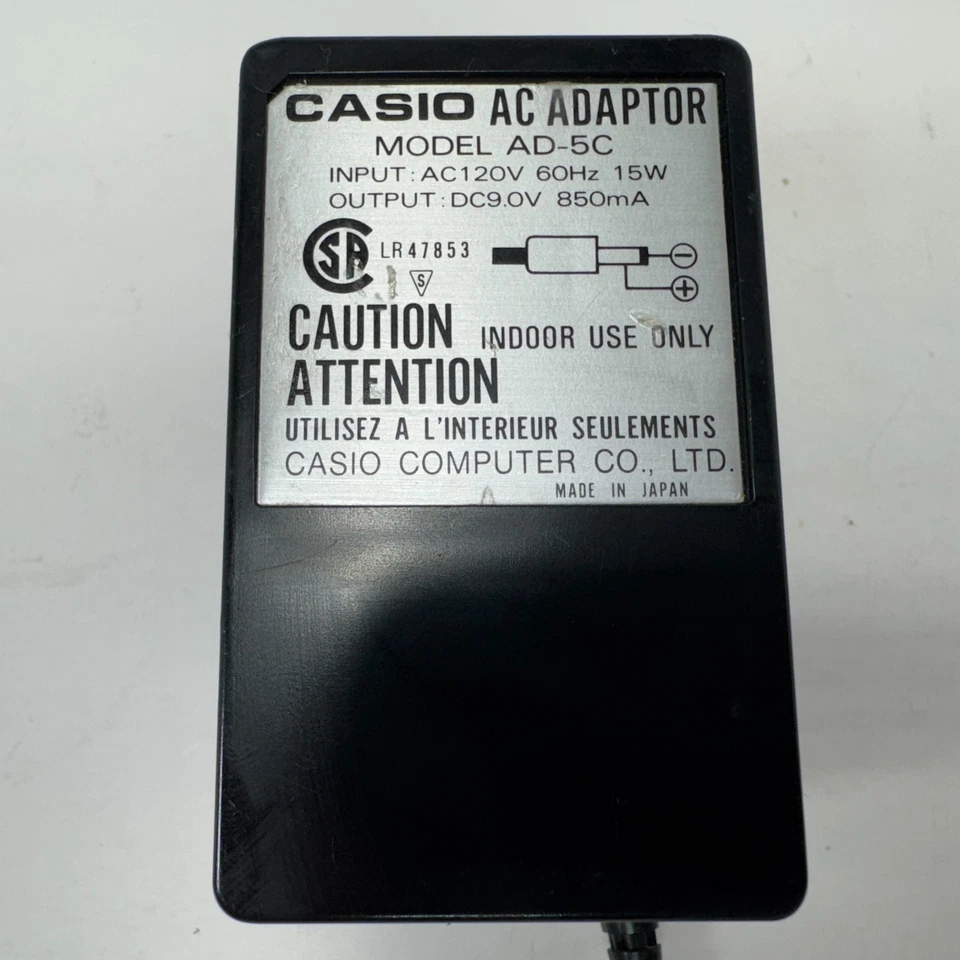 CASIO AC ADAPTOR
MODEL AD-5C
INPUT : AC120V 60Hz 15W
OUTPUT : DC9.0V 850mA
SA LR47853
S
CAUTION INDOOR USE ONLY
ATTENTION
UTILISEZ A L'INTERIEUR SEULEMENTS
CASIO COMPUTER CO., LTD.
MADE IN JAPAN